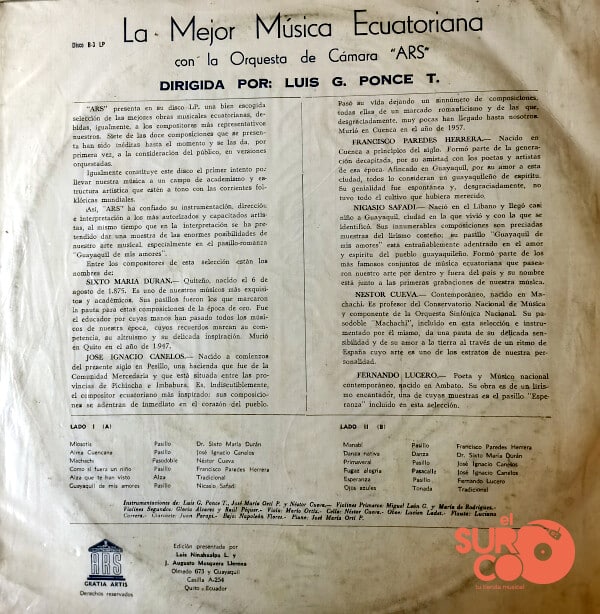 La Mejor Música Ecuatoriana
Disco B-3 LP
con la Orquesta de Cámara "ARS"
DIRIGIDA POR: LUIS G. PONCE T.
"ARS" presenta en su disco LP, una bien escogida
selección de las mejores obras musicales ecuatorianas, de-
bidas, igualmente, a los compositores más representativos
nuestros. Siete de las doce composiciones que se presen-
ta han sido inéditas hasta el momento y se las da, por
primera vez, a la consideración del público, en versiones
orquestadas.
Igualmente constituye este disco el primer intento por
llevar nuestra música a un campo de academismo y es-
tructura artística que estén a tono con las corrientes fol-
klóricas mundiales.
Así, "ARS" ha confiado su instrumentación, dirección
e interpretación a los más autorizados y capacitados artis-
tas, al mismo tiempo que en la interpretación se ha pre-
tendido dar una muestra de las enormes posibilidades de
nuestro arte musical, especialmente en el pasillo-romanza
"Guayaquil de mis amores".
Entre los compositores de esta selección están los
nombres de:
SIXTO MARIA DURAN.— Quiteño, nacido el 6 de
agosto de 1.875. Es uno de nuestros músicos más exquisi-
tos y académicos. Sus pasillos fueron los que marcaron
la pauta para estas composiciones de la época de oro. Fue
el educador por cuyas manos han pasado todos los músi-
cos de nuestra época, cuyos recuerdos marcan su com-
petencia, su altruismo y su delicada inspiración. Murió
en Quito en el año de 1.947.
JOSE IGNACIO CANELOS.— Nacido a comienzos
del presente siglo en Pesillo, una hacienda que fue de la
Comunidad Mercedaria y que está situada entre las pro-
vincias de Pichincha e Imbabura. Es, indiscutiblemente,
el compositor ecuatoriano más inspirado; sus composicio-
nes se adentran de inmediato en el corazón del pueblo.
Pasó su vida dejando un sinnúmero de composiciones,
todas ellas de un marcado romanticismo y de las que,
desgraciadamente, muy pocas han llegado hasta nosotros.
Murió en Cuenca en el año de 1957.
FRANCISCO PAREDES HERRERA.— Nacido en
Cuenca a principios del siglo. Formó parte de la genera-
ción decapitada, por su amistad con los poetas y artistas
de esa época. Afincado en Guayaquil, por su amor a esta
ciudad, todos lo consideran un guayaquileño de espíritu.
Su genialidad fue espontánea y, desgraciadamente, no
tuvo todo el cultivo que hubiera merecido.
NICASIO SAFADI.— Nació en el Líbano y llegó casi
niño a Guayaquil, ciudad en la que vivió y con la que se
identificó. Sus innumerables composiciones son preciadas
muestras del lirismo costeño; su pasillo "Guayaquil de
mis amores" está entrañablemente adentrado en el amor
y espíritu del pueblo guayaquileño. Formó parte de los
más famosos conjuntos de música ecuatoriana que pasea-
ron nuestro arte por dentro y fuera del país y su nombre
está junto a las primeras grabaciones de nuestra música.
NESTOR CUEVA.— Contemporáneo, nacido en Ma-
chachi. Es profesor del Conservatorio Nacional de Música
y componente de la Orquesta Sinfónica Nacional. Su pa-
sodoble "Machachi", incluido en esta selección e instru-
mentado por él mismo, da una pauta de su delicada sen-
sibilidad y de su amor a la tierra al través de un ritmo de
España cuyo arte es uno de los estratos de nuestra per-
sonalidad.
FERNANDO LUCERO.— Poeta y Músico nacional
contemporáneo, nacido en Ambato. Su obra es de un liris-
mo encantador, una de cuyas muestras es el pasillo "Espe-
ranza" incluido en esta selección.
LADO I (A)
Miosotis Pasillo Dr. Sixto María Durán
Alma Cuencana Pasillo José Ignacio Canelos
Machachi Pasodoble Néstor Cueva
Como si fuera un niño Pasillo Francisco Paredes Herrera
Alza que te han visto Alza Tradicional
Guayaquil de mis amores Pasillo Nicasio Safadi
LADO II (B)
Manabí Pasillo Francisco Paredes Herrera
Danza nativa Danza Dr. Sixto María Durán
Primaveral Pasillo José Ignacio Canelos
Fugaz alegría Pasacalle José Ignacio Canelos
Esperanza Pasillo Fernando Lucero
Ojos azules Tonada Tradicional
Instrumentaciones de: Luis G. Ponce T., José María Ortí P. y Néstor Cueva.— Violines Primeros: Miguel León G. y María de Rodríguez.-
Violines Segundos: Gloria Alvarez y Raúl Péquer.- Viola: Mario Ortiz.- Cello: Néstor Cueva.- Oboe: Lucien Ledez.- Flauta: Luciano
Carrera.- Clarinete: Juan Parapi.- Bajo: Napoleón Flores.- Piano: José María Ortí P.
ARS
GRATIA ARTIS
Derechos reservados
Edición presentada por
Luis Ninahualpa L. y
J. Augusto Mosquera Llerena
Olmedo 673 y Guayaquil
Casilla A-254
Quito - Ecuador
el
SURCO
tu tienda musical